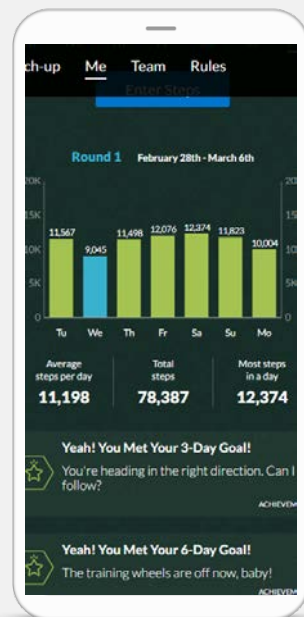 ch-up Me Team Rules
Enter Steps
Round 1 February 28th - March 6th
20K 20
15K 15
10K 10
5K 5K
0 0
11,567 9,045 11,498 12,076 12,374 11,823 10,004
Tu We Th Fr Sa Su Mo
Average Total Most steps
steps per day steps in a day
11,198 78,387 12,374
Yeah! You Met Your 3-Day Goal!
You're heading in the right direction. Can I
follow?
ACHIEVEM
Yeah! You Met Your 6-Day Goal!
The training wheels are off now, baby!
ACHIEVEM